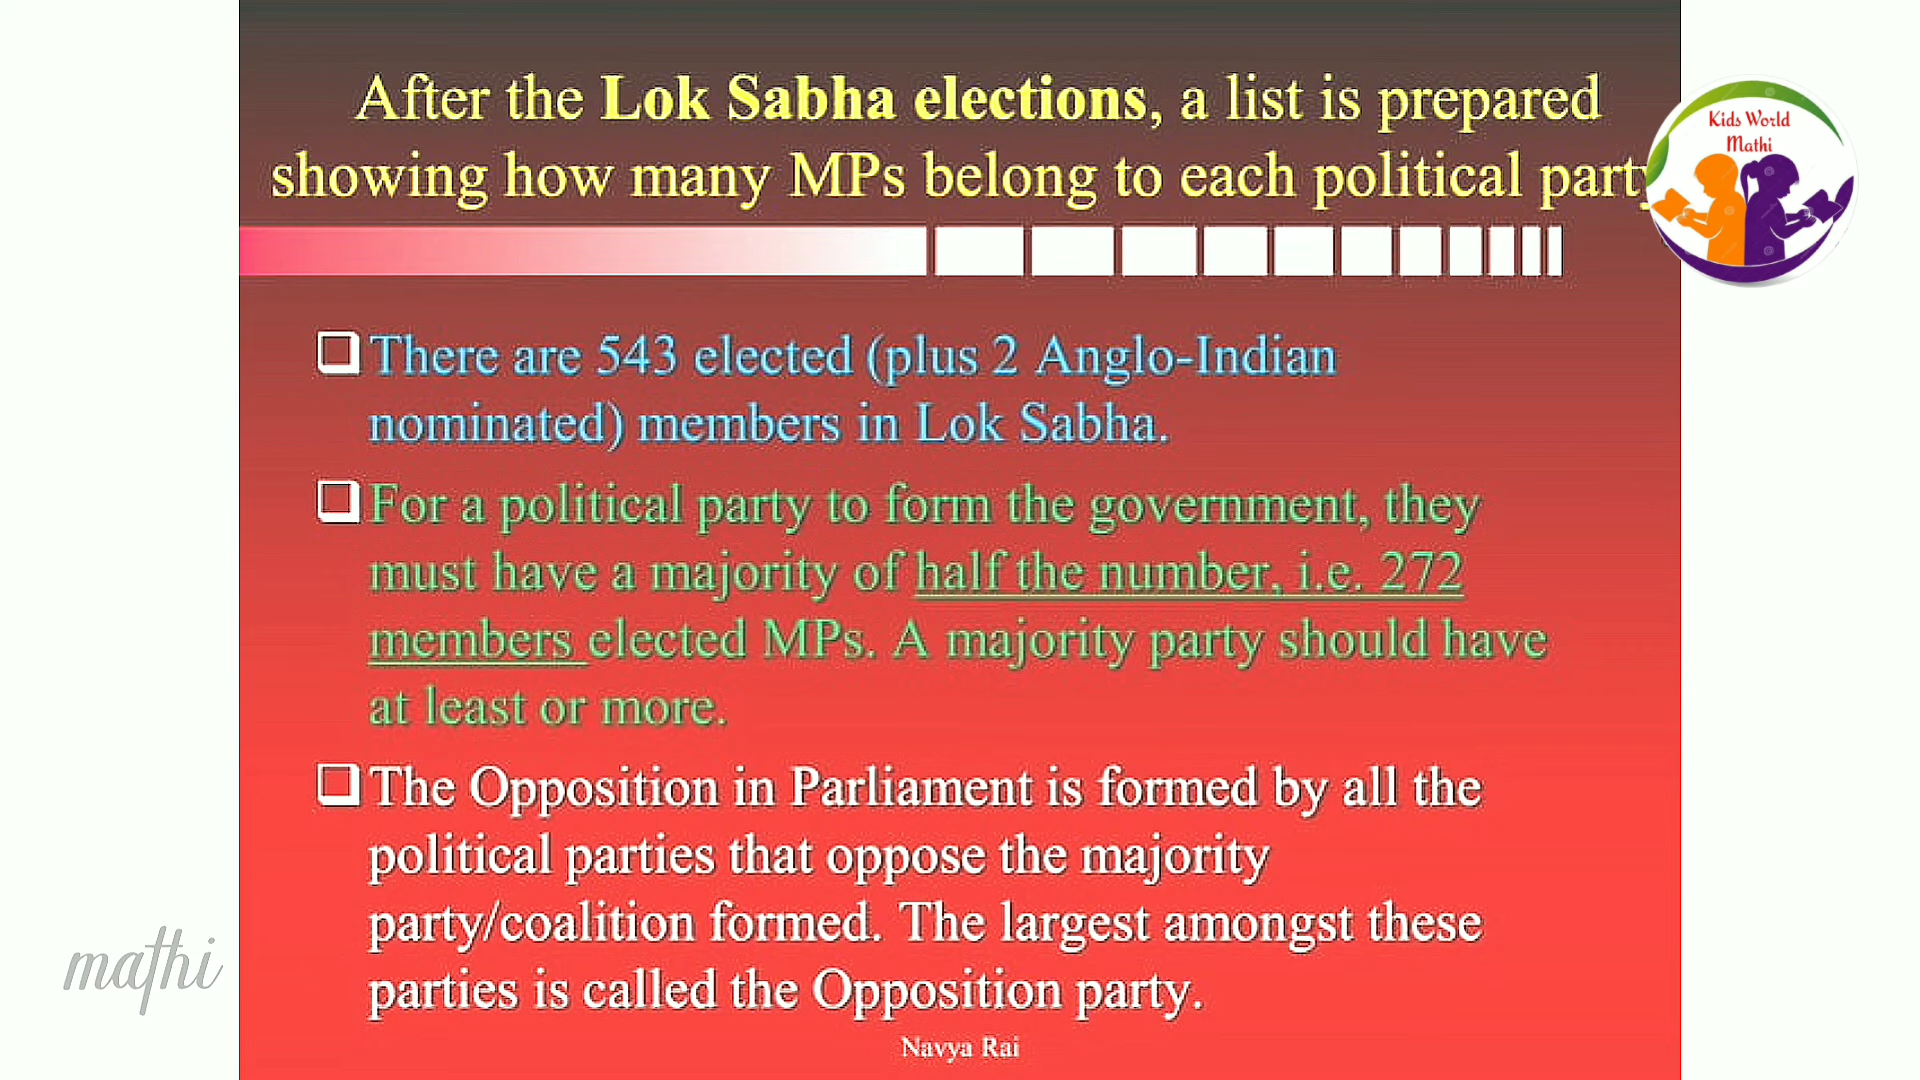 After the Lok Sabha elections, a list is prepared
showing how many MPs belong to each political party
Kids World
Mathi
There are 543 elected (plus 2 Anglo-Indian
nominated) members in Lok Sabha.
For a political party to form the government, they
must have a majority of half the number, i.e. 272
members elected MPs. A majority party should have
at least or more.
The Opposition in Parliament is formed by all the
political parties that oppose the majority
party/coalition formed. The largest amongst these
parties is called the Opposition party.
mathi
Navya Rai